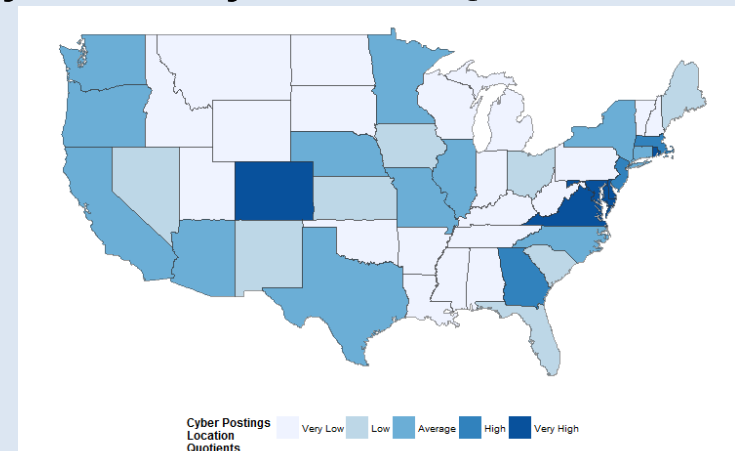 Cyber Postings
Location
Quotients
Very Low
Low
Average
High
Very High